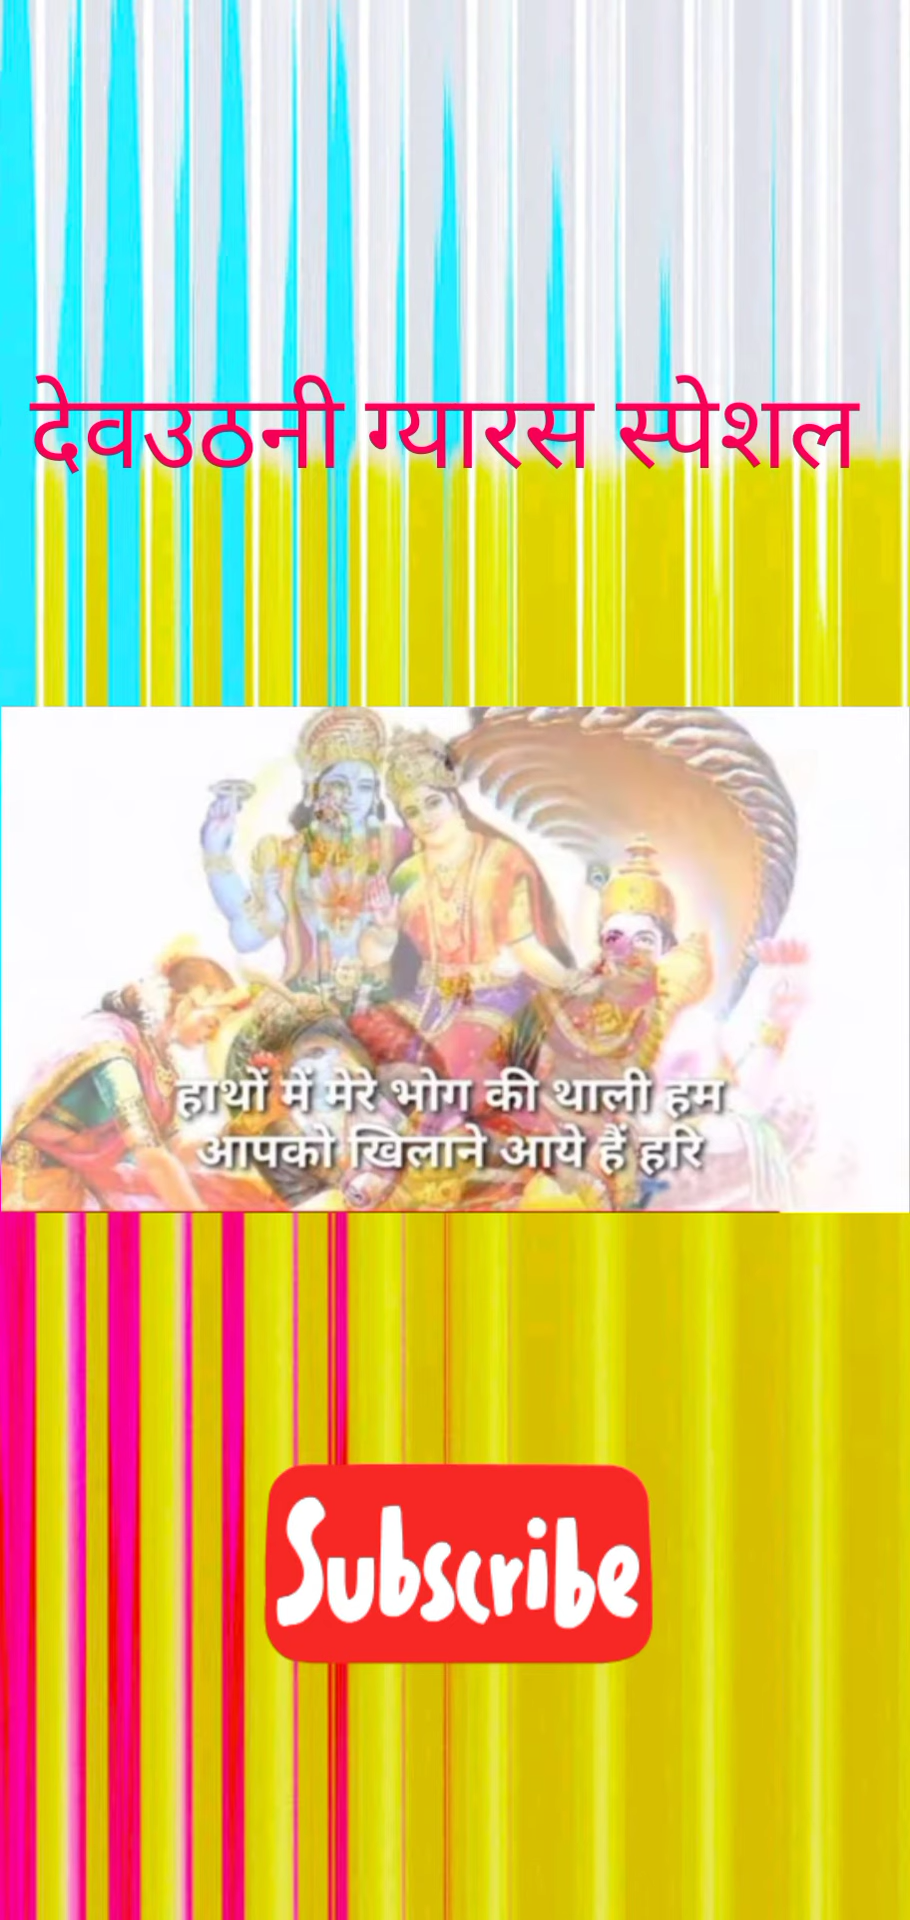 देवउठनी ग्यारस स्पेशल
हाथों में मेरे भोग की थाली हम
आपको खिलाने आये हैं हरि
Subscribe